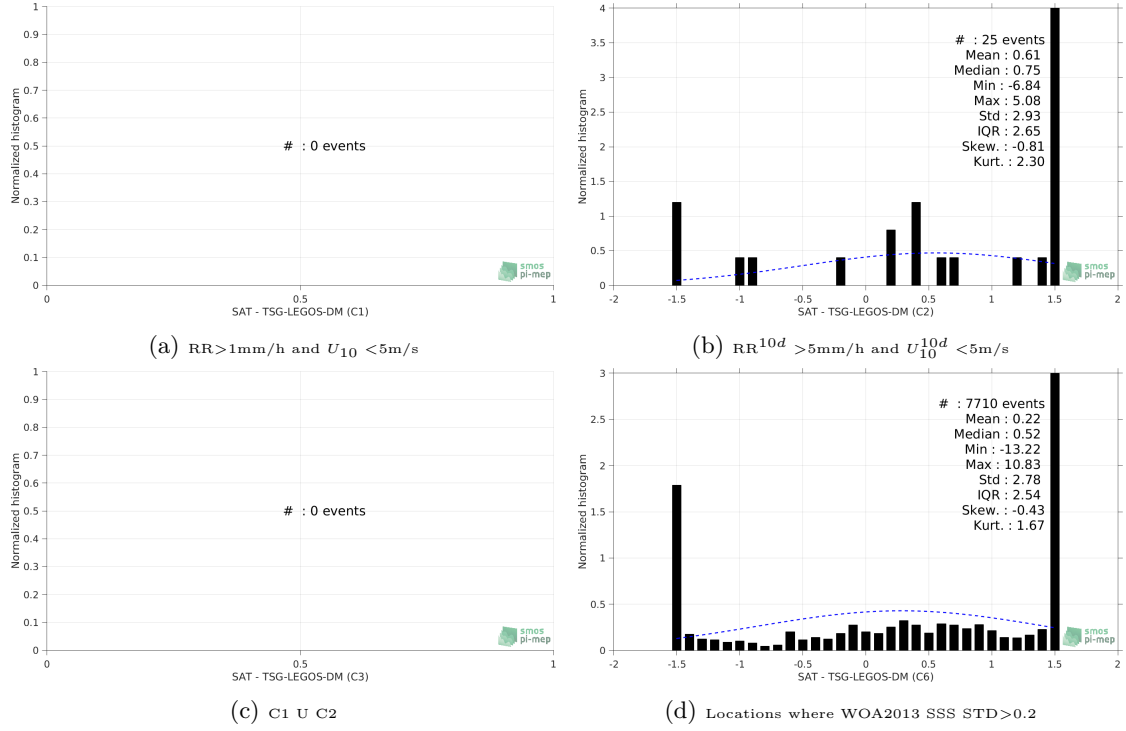 1
0.9
0.8
0.7
0.6
0.5
0.4
0.3
0.2
0.1
0
Normalized histogram
# : 0 events
smos
pi-mep
0
0.5
1
SAT - TSG-LEGOS-DM (C1)
(a) RR>1mm/h and U10 <5m/s
4
3.5
3
2.5
2
1.5
1
0.5
0
Normalized histogram
# : 25 events
Mean : 0.61
Median : 0.75
Min : -6.84
Max : 5.08
Std : 2.93
IQR : 2.65
Skew. : -0.81
Kurt. : 2.30
smos
pi-mep
-2
-1.5
-1
-0.5
0
0.5
1
1.5
2
SAT - TSG-LEGOS-DM (C2)
(b) RR10d >5mm/h and U10d10 <5m/s
1
0.9
0.8
0.7
0.6
0.5
0.4
0.3
0.2
0.1
0
Normalized histogram
# : 0 events
smos
pi-mep
0
0.5
1
SAT - TSG-LEGOS-DM (C3)
(c) C1 U C2
3
2.5
2
1.5
1
0.5
0
Normalized histogram
# : 7710 events
Mean : 0.22
Median : 0.52
Min : -13.22
Max : 10.83
Std : 2.78
IQR : 2.54
Skew. : -0.43
Kurt. : 1.67
smos
pi-mep
-2
-1.5
-1
-0.5
0
0.5
1
1.5
2
SAT - TSG-LEGOS-DM (C6)
(d) Locations where WOA2013 SSS STD>0.2